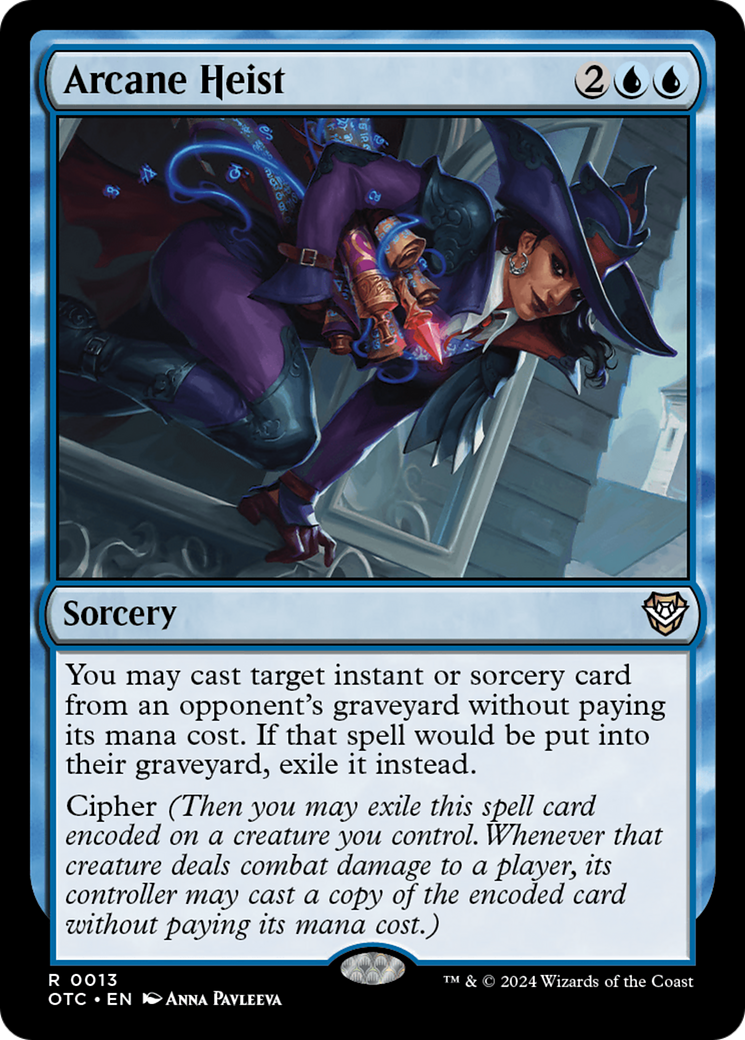 Arcane Heist 2
Sorcery
You may cast target instant or sorcery card
from an opponent's graveyard without paying
its mana cost. If that spell would be put into
their graveyard, exile it instead.
Cipher (Then you may exile this spell card
encoded on a creature you control. Whenever that
creature deals combat damage to a player, its
controller may cast a copy of the encoded card
without paying its mana cost.)
R 0013
™ & © 2024 Wizards of the Coast
OTC • EN Anna Pavleeva